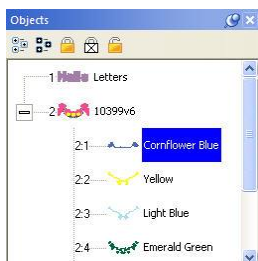 Objects
1 Hello Letters
2 10399v6
2:1 Cornflower Blue
2:2 Yellow
2:3 Light Blue
2:4 Emerald Green